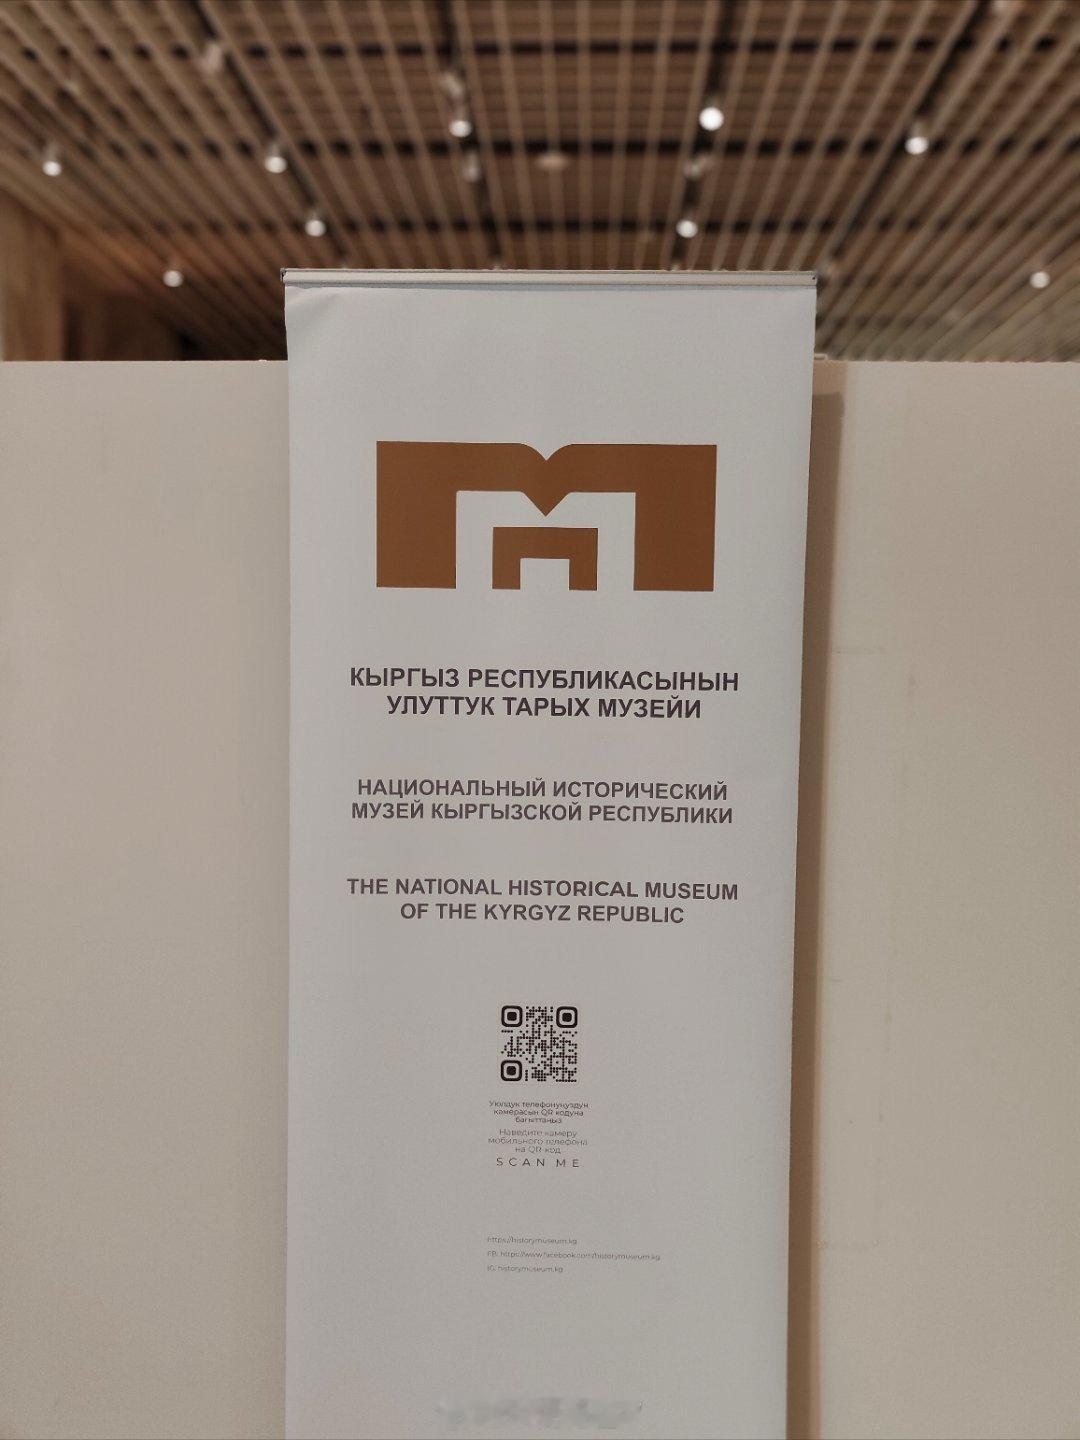 КЫРГЫЗ РЕСПУБЛИКАСЫНЫН
УЛУТТУК ТАРЫХ МУЗЕЙИ
НАЦИОНАЛЬНЫЙ ИСТОРИЧЕСКИЙ
МУЗЕЙ КЫРГЫЗСКОЙ РЕСПУБЛИКИ
THE NATIONAL HISTORICAL MUSEUM
OF THE KYRGYZ REPUBLIC
Уюлдук телефонуңуздун
камерасын QR кодуна
багыттаңыз
Наведите камеру
мобильного телефона
на QR код
SCAN ME
https://historymuseum.kg
FB: https://www.facebook.com/historymuseum.kg
IG: historymuseum.kg